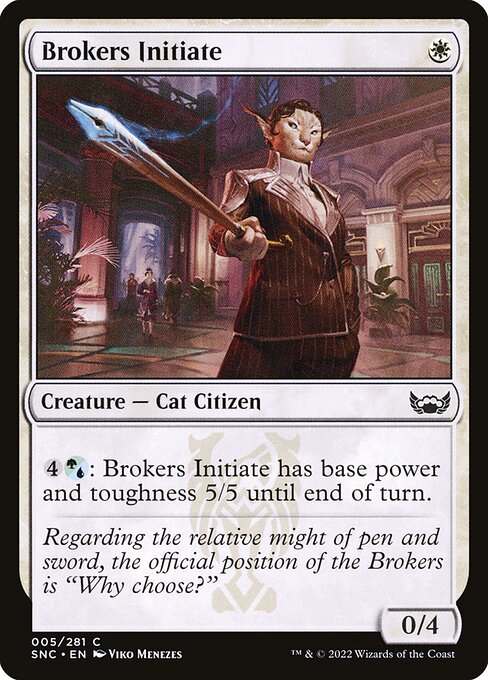 Brokers Initiate
Creature — Cat Citizen
4 : Brokers Initiate has base power
and toughness 5/5 until end of turn.
Regarding the relative might of pen and
sword, the official position of the Brokers
is “Why choose?”
0/4
005/281 C
SNC • EN Viko Menezes
™ & © 2022 Wizards of the Coast